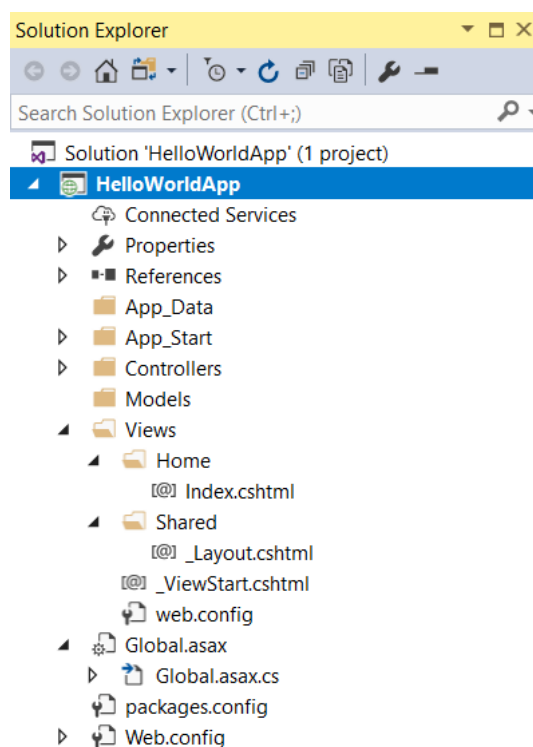 Solution Explorer
Search Solution Explorer (Ctrl+;)
Solution 'HelloWorldApp' (1 project)
HelloWorldApp
Connected Services
Properties
References
App_Data
App_Start
Controllers
Models
Views
Home
[@] Index.cshtml
Shared
[@] _Layout.cshtml
[@] _ViewStart.cshtml
web.config
Global.asax
Global.asax.cs
packages.config
Web.config